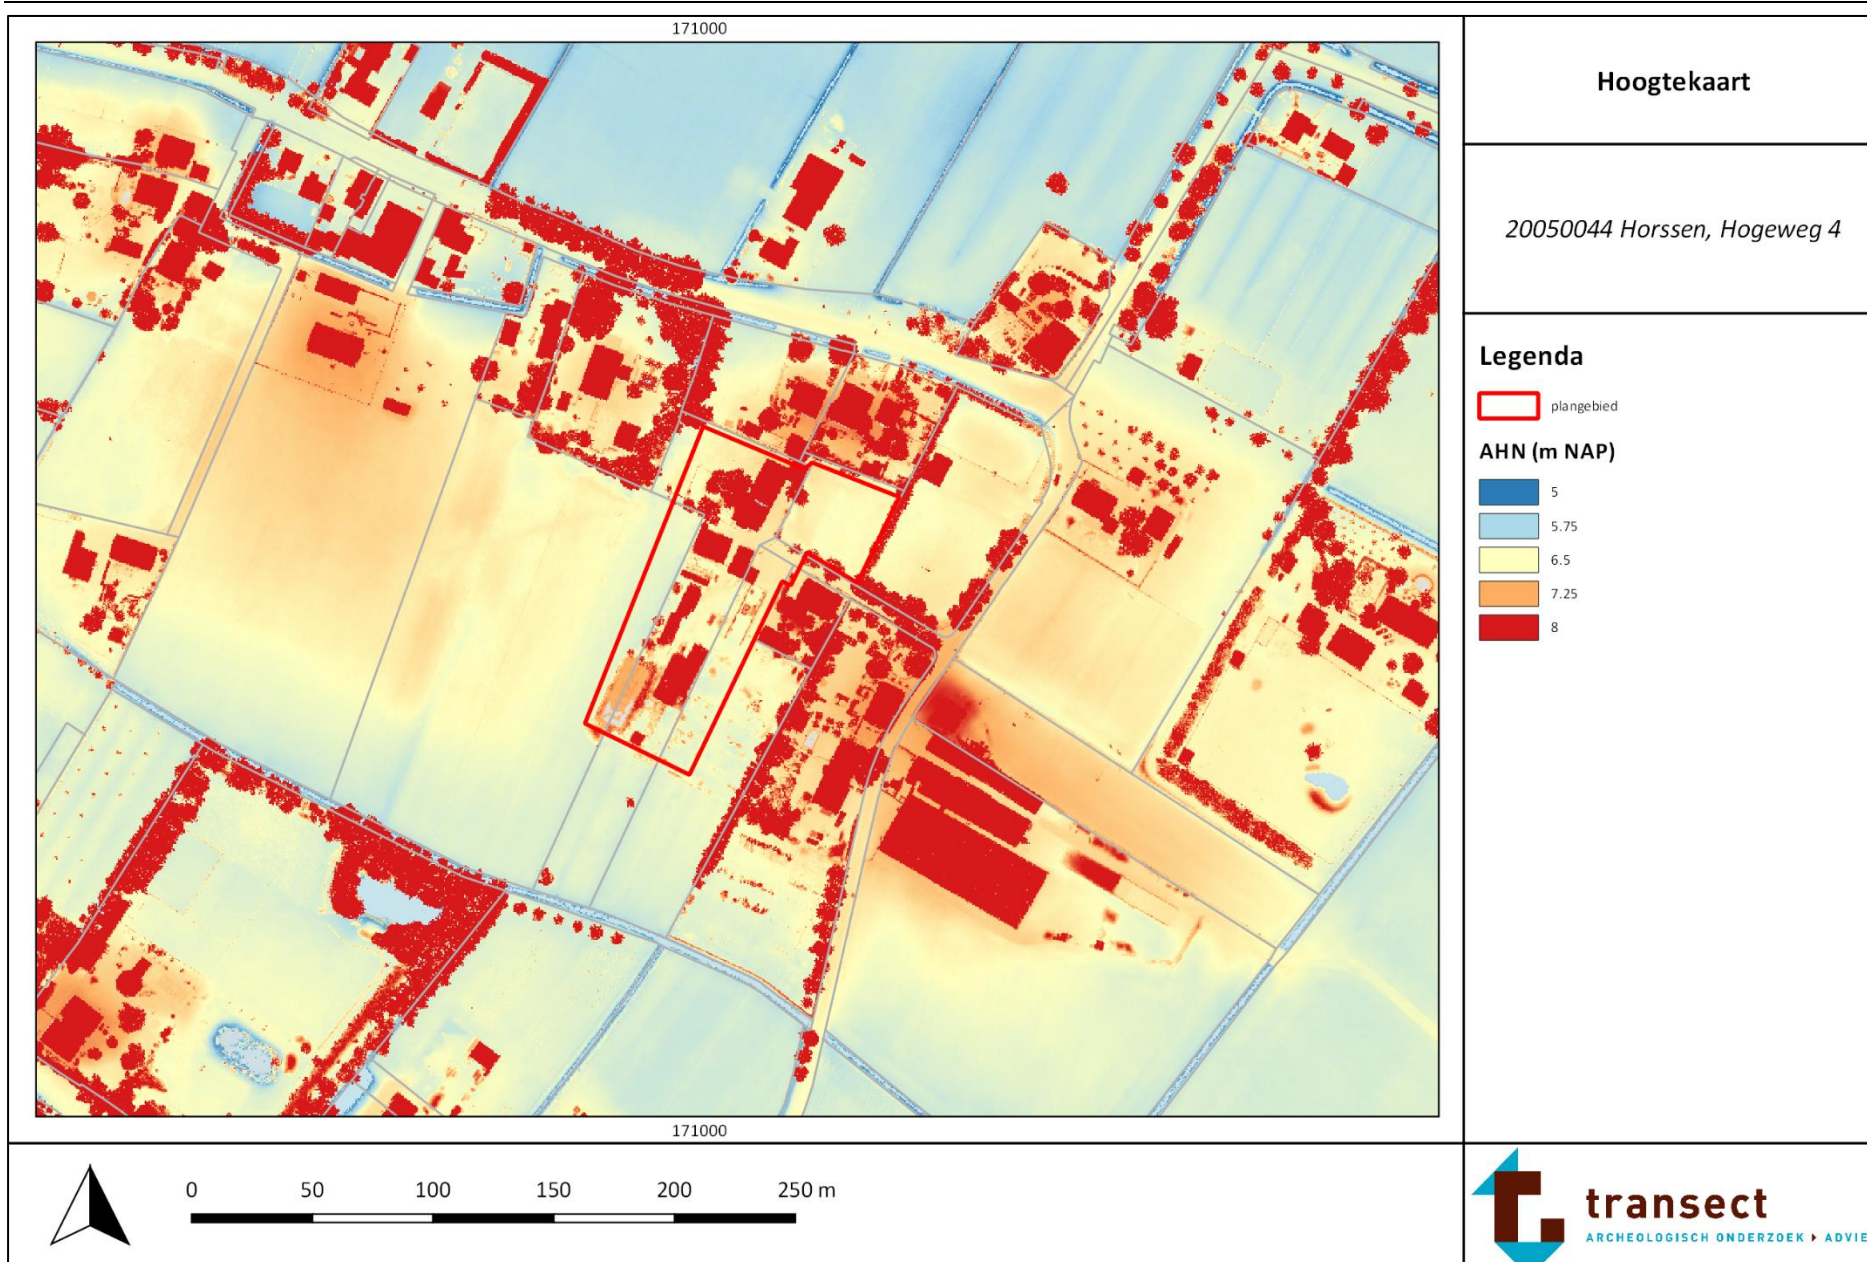 171000
Hoogtekaart
20050044 Horssen, Hogeweg 4
Legenda
plangebied
AHN (m NAP)
5
5.75
6.5
7.25
8
171000
0 50 100 150 200 250 m
transect
ARCHEOLOGISCH ONDERZOEK ▸ ADVIE